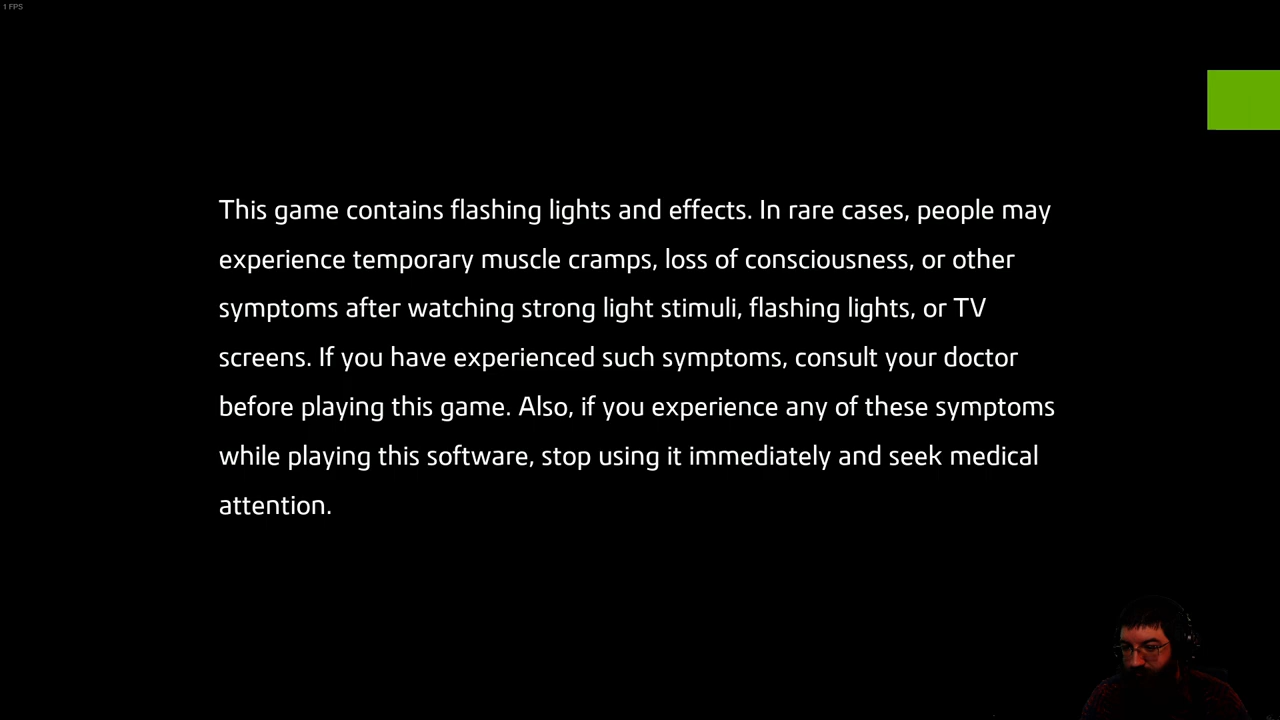 1 FPS
This game contains flashing lights and effects. In rare cases, people may
experience temporary muscle cramps, loss of consciousness, or other
symptoms after watching strong light stimuli, flashing lights, or TV
screens. If you have experienced such symptoms, consult your doctor
before playing this game. Also, if you experience any of these symptoms
while playing this software, stop using it immediately and seek medical
attention.